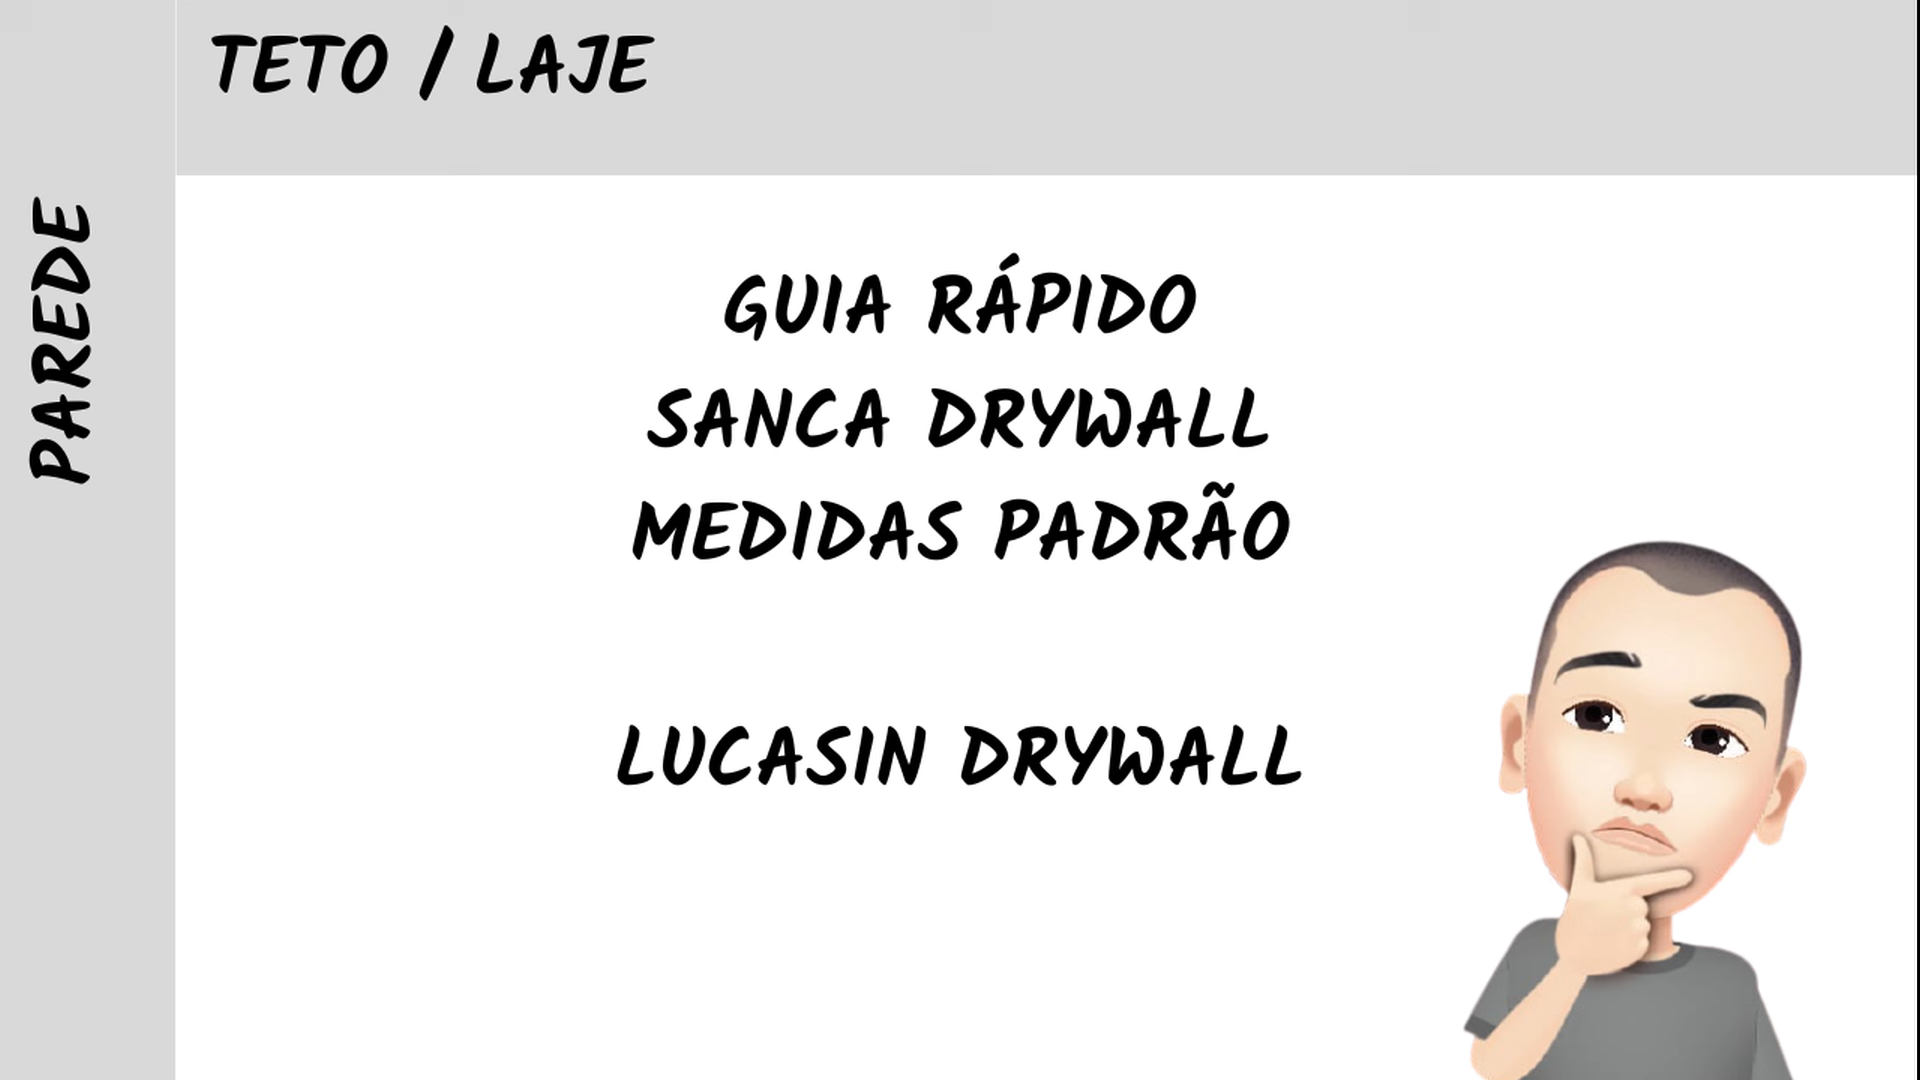 TETO / LAJE
PAREDE
GUIA RÁPIDO
SANCA DRYWALL
MEDIDAS PADRÃO
LUCASIN DRYWALL